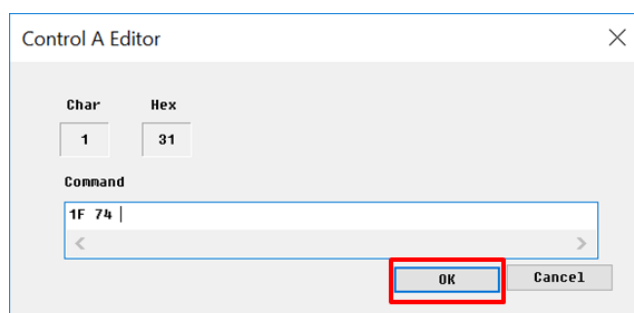 Control A Editor
Char Hex
1 31
Command
1F 74
OK Cancel